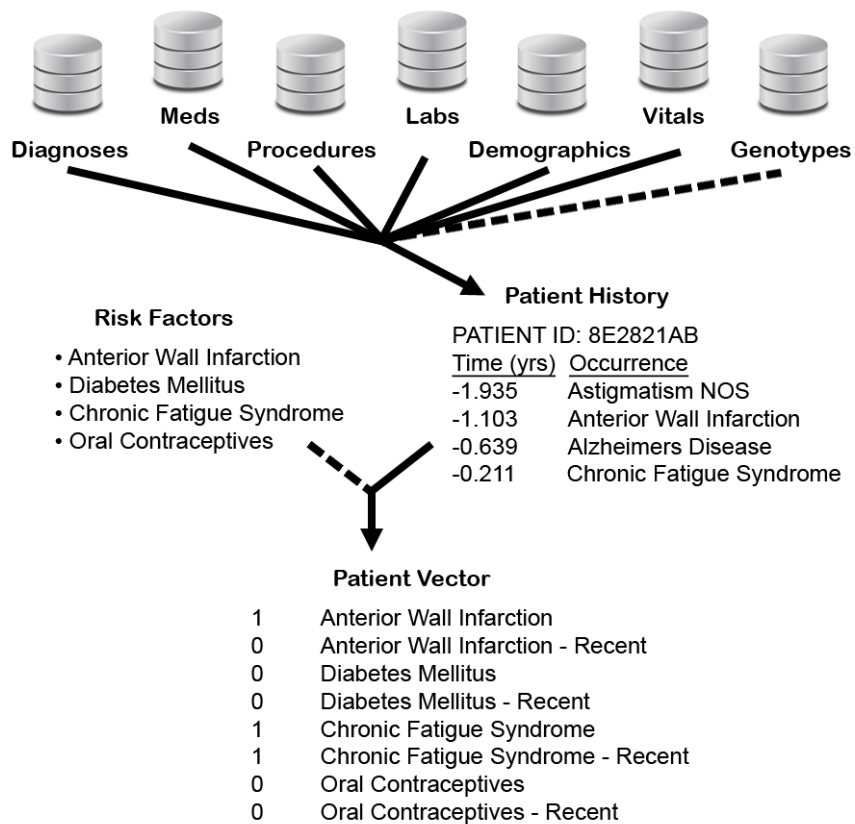 Meds Labs Vitals
Diagnoses Procedures Demographics Genotypes
Patient History
PATIENT ID: 8E2821AB
Time (yrs) Occurrence
-1.935 Astigmatism NOS
-1.103 Anterior Wall Infarction
-0.639 Alzheimers Disease
-0.211 Chronic Fatigue Syndrome
Risk Factors
• Anterior Wall Infarction
• Diabetes Mellitus
• Chronic Fatigue Syndrome
• Oral Contraceptives
Patient Vector
1 Anterior Wall Infarction
0 Anterior Wall Infarction - Recent
0 Diabetes Mellitus
0 Diabetes Mellitus - Recent
1 Chronic Fatigue Syndrome
1 Chronic Fatigue Syndrome - Recent
0 Oral Contraceptives
0 Oral Contraceptives - Recent